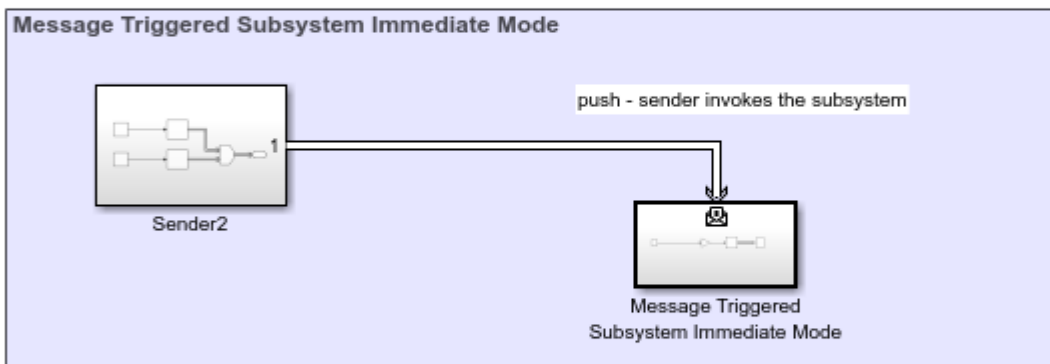 Message Triggered Subsystem Immediate Mode
push - sender invokes the subsystem
1
Sender2
Message Triggered
Subsystem Immediate Mode